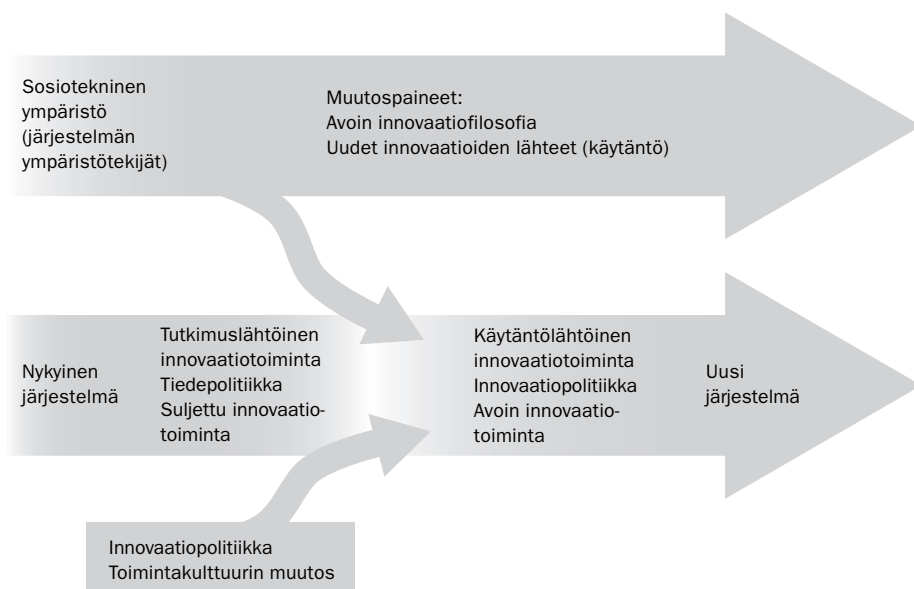 Sosiotekninen
ympäristö
(järjestelmän
ympäristötekijät)
Muutospaineet:
Avoin innovaatiofilosofia
Uudet innovaatioiden lähteet (käytäntö)
Nykyinen
järjestelmä
Tutkimuslähtöinen
innovaatiotoiminta
Tiedepolitiikka
Suljettu innovaatio-
toiminta
Käytäntölähtöinen
innovaatiotoiminta
Innovaatiopolitiikka
Avoin innovaatio-
toiminta
Uusi
järjestelmä
Innovaatiopolitiikka
Toimintakulttuurin muutos